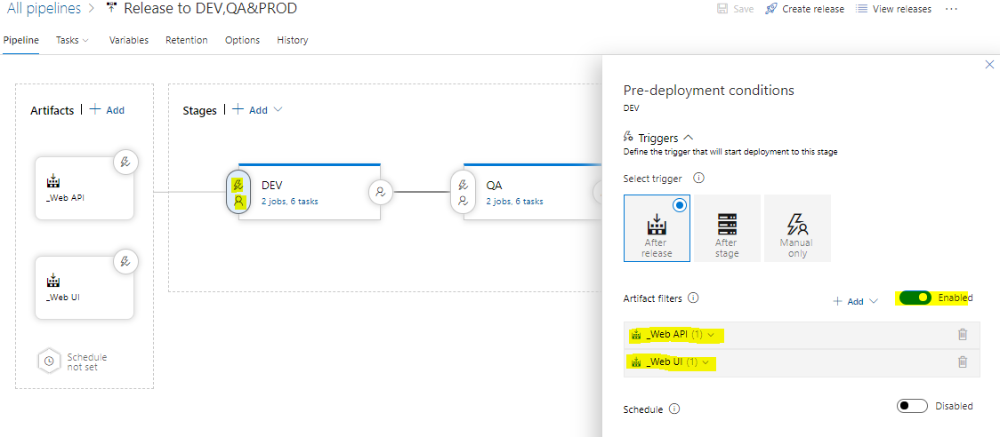 All pipelines > Release to DEV,QA&PROD
Save Create release View releases ...
Pipeline Tasks Variables Retention Options History
Artifacts | + Add
_Web API
_Web UI
Schedule
not set
Stages | + Add
DEV
2 jobs, 6 tasks
QA
2 jobs, 6 tasks
Pre-deployment conditions
DEV
Triggers
Define the trigger that will start deployment to this stage
Select trigger
After
release
After
stage
Manual
only
Artifact filters + Add Enabled
_Web API (1)
_Web UI (1)
Schedule Disabled